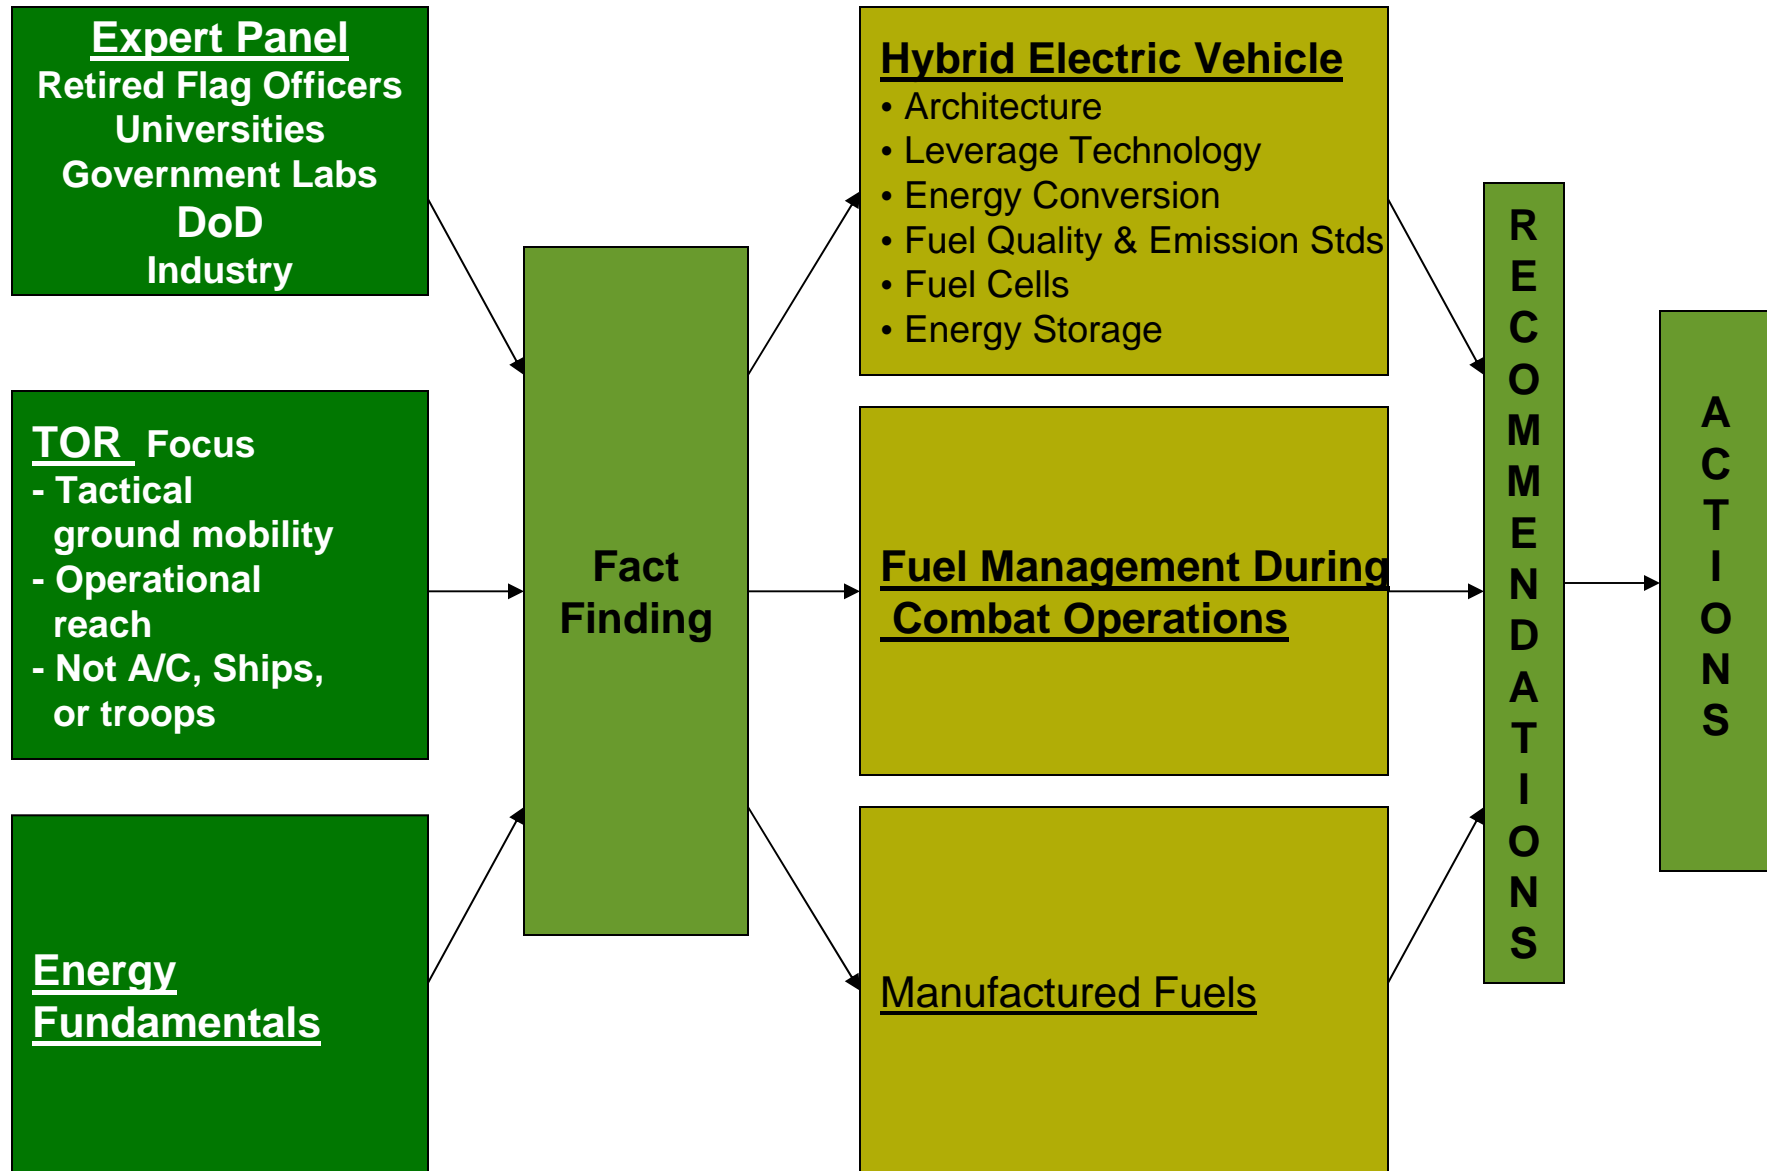 Expert Panel
Retired Flag Officers
Universities
Government Labs
DoD
Industry
TOR Focus
- Tactical
ground mobility
- Operational
reach
- Not A/C, Ships,
or troops
Energy
Fundamentals
Fact
Finding
Hybrid Electric Vehicle
• Architecture
• Leverage Technology
• Energy Conversion
• Fuel Quality & Emission Stds
• Fuel Cells
• Energy Storage
Fuel Management During
Combat Operations
Manufactured Fuels
RECOMMENDATIONS
ACTIONS